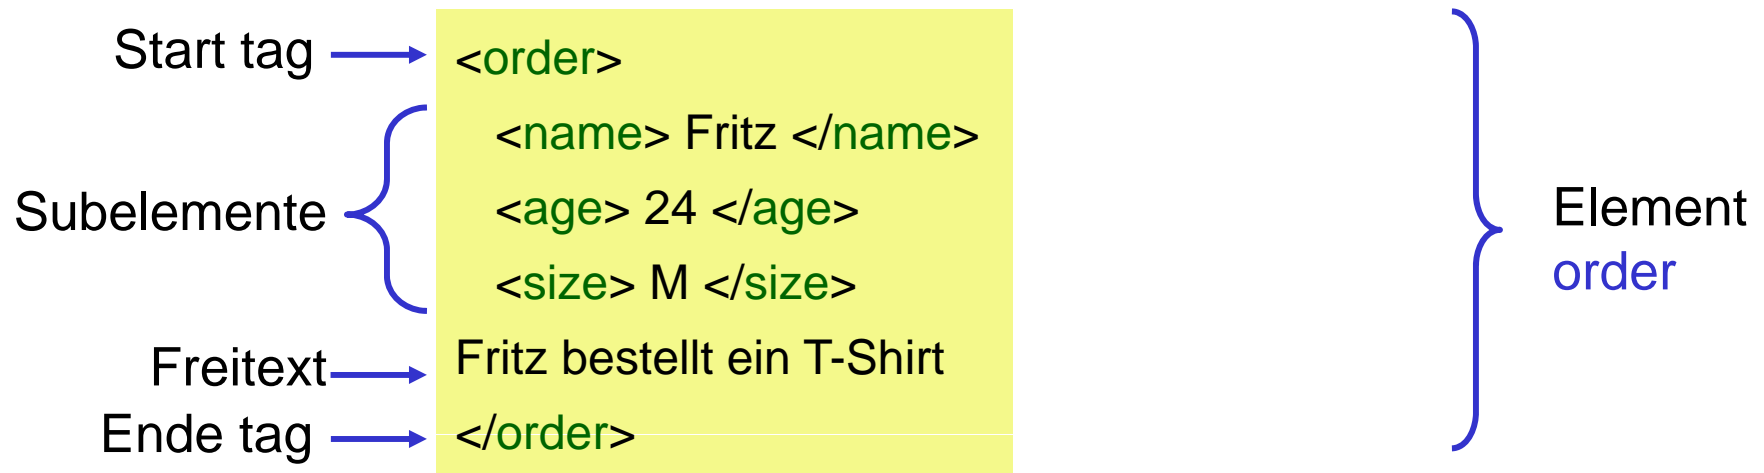 Start tag
<order>
<name> Fritz </name>
Subelemente
<age> 24 </age>
<size> M </size>
Freitext
Fritz bestellt ein T-Shirt
Ende tag
</order>
Element
order